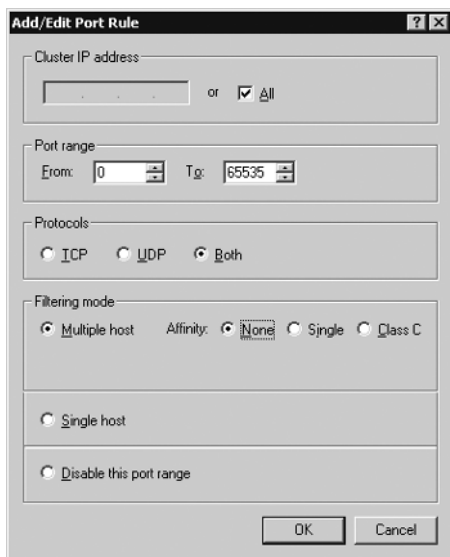 Add/Edit Port Rule
Cluster IP address
. . . or All
Port range
From: 0 To: 65535
Protocols
TCP UDP Both
Filtering mode
Multiple host Affinity: None Single Class C
Single host
Disable this port range
OK Cancel